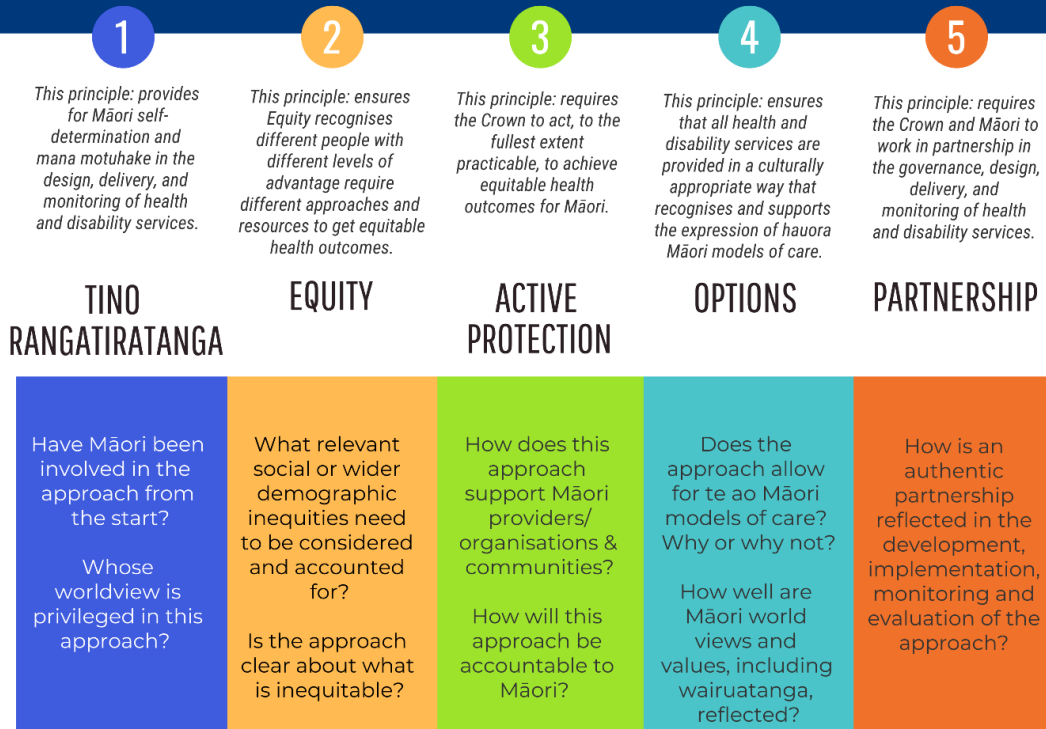 1
This principle: provides
for Māori self-
determination and
mana motuhake in the
design, delivery, and
monitoring of health
and disability services.
TINO
RANGATIRATANGA
Have Māori been
involved in the
approach from
the start?
Whose
worldview is
privileged in this
approach?
2
This principle: ensures
Equity recognises
different people with
different levels of
advantage require
different approaches and
resources to get equitable
health outcomes.
EQUITY
What relevant
social or wider
demographic
inequities need
to be considered
and accounted
for?
Is the approach
clear about what
is inequitable?
3
This principle: requires
the Crown to act, to the
fullest extent
practicable, to achieve
equitable health
outcomes for Māori.
ACTIVE
PROTECTION
How does this
approach
support Māori
providers/
organisations &
communities?
How will this
approach be
accountable to
Māori?
4
This principle: ensures
that all health and
disability services are
provided in a culturally
appropriate way that
recognises and supports
the expression of hauora
Māori models of care.
OPTIONS
Does the
approach allow
for te ao Māori
models of care?
Why or why not?
How well are
Māori world
views and
values, including
wairuatanga,
reflected?
5
This principle: requires
the Crown and Māori to
work in partnership in
the governance, design,
delivery, and
monitoring of health
and disability services.
PARTNERSHIP
How is an
authentic
partnership
reflected in the
development,
implementation,
monitoring and
evaluation of the
approach?